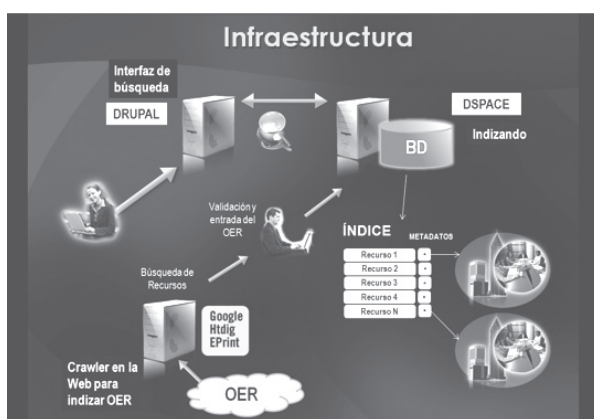 Infraestructura
Interfaz de
búsqueda
DRUPAL
DSPACE
Indizando
BD
Validación y
entrada del
OER
ÍNDICE
METADATOS
Recurso 1
Recurso 2
Recurso 3
Recurso 4
Recurso N
Búsqueda de
Recursos
Google
Htdig
EPrint
Crawler en la
Web para
indizar OER
OER